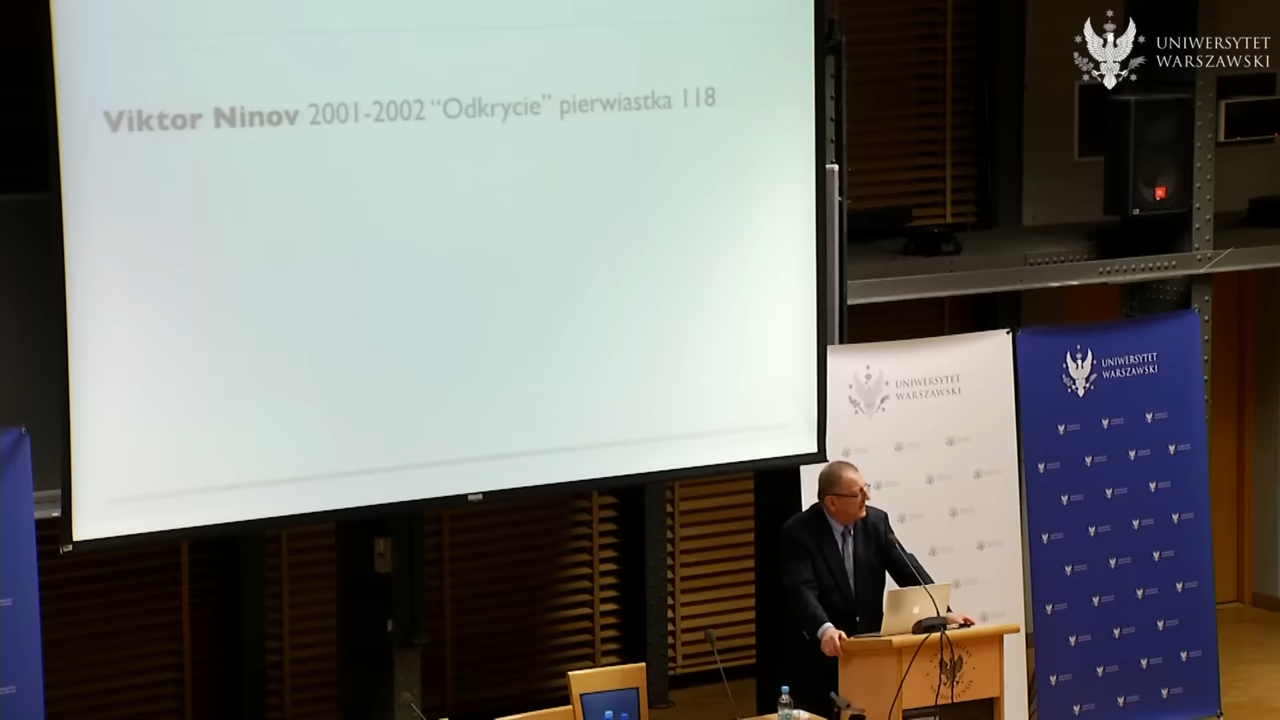 UNIWERSYTET
WARSZAWSKI
Viktor Ninov 2001-2002 “Odkrycie” pierwiastka 118
UNIWERSYTET
WARSZAWSKI
UNIWERSYTET
WARSZAWSKI